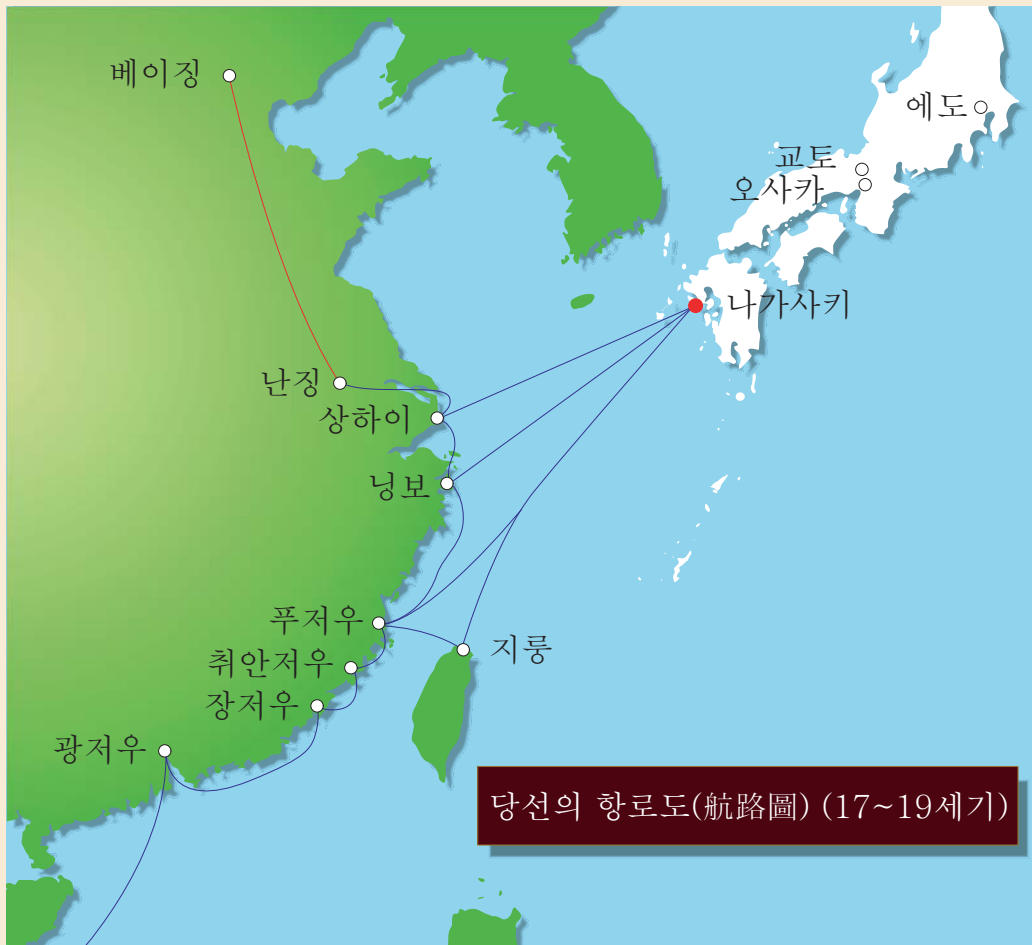 베이징
에도
교토
오사카
나가사키
난징
상하이
닝보
푸저우
지룽
취안저우
장저우
광저우
당선의 항로도(航路圖) (17~19세기)